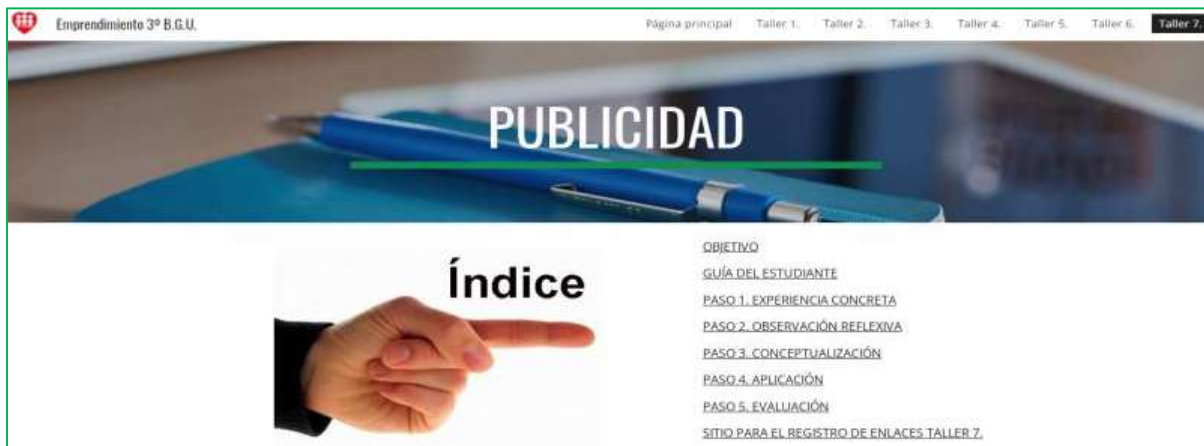 Emprendimiento 3º B.G.U.
Página principal Taller 1. Taller 2. Taller 3. Taller 4. Taller 5. Taller 6. Taller 7.
PUBLICIDAD
Índice
OBJETIVO
GUÍA DEL ESTUDIANTE
PASO 1. EXPERIENCIA CONCRETA
PASO 2. OBSERVACIÓN REFLEXIVA
PASO 3. CONCEPTUALIZACIÓN
PASO 4. APLICACIÓN
PASO 5. EVALUACIÓN
SITIO PARA EL REGISTRO DE ENLACES TALLER 7.